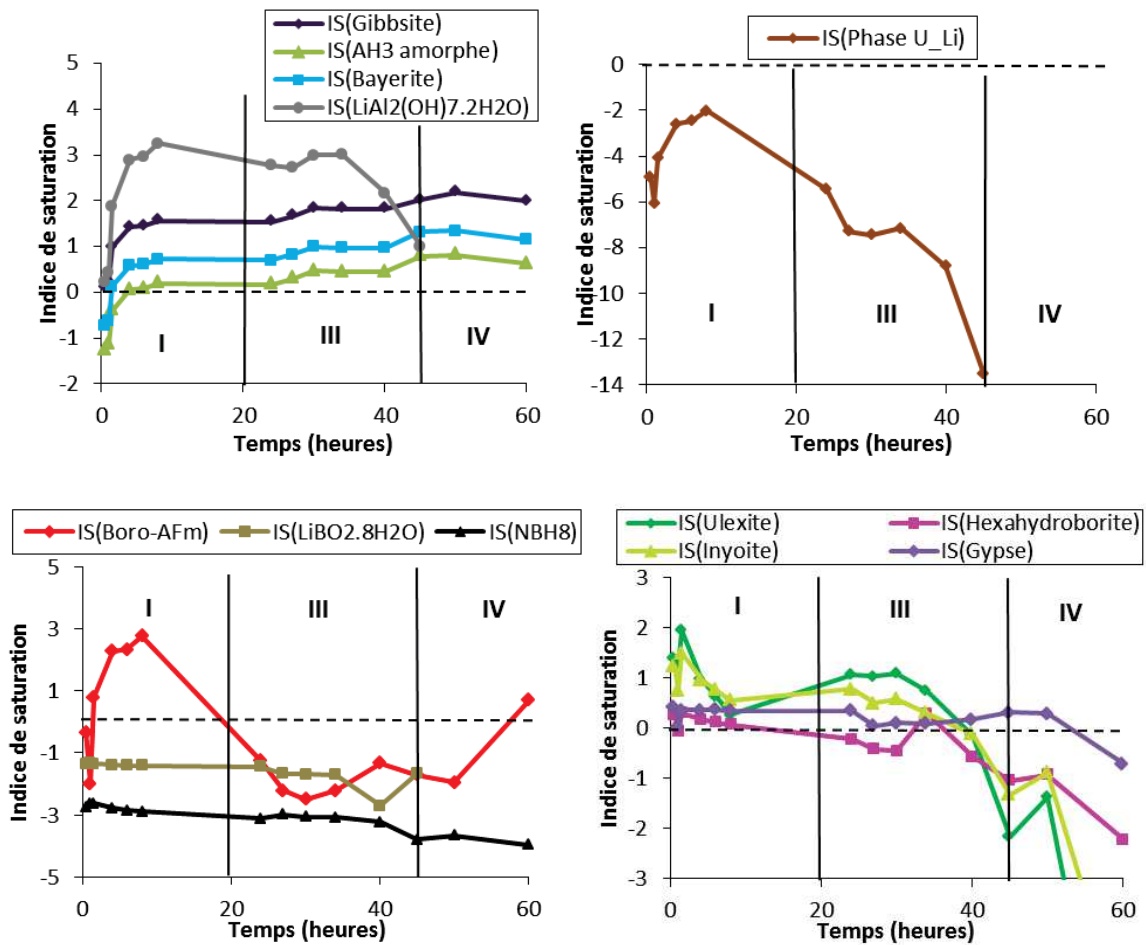 IS(Gibbsite)
IS(AH3 amorphe)
IS(Bayerite)
IS(LiAl2(OH)7.2H2O)
Indice de saturation
5
4
3
2
1
0
-1
-2
I
III
IV
0
20
40
60
Temps (heures)
IS(Phase U_Li)
Indice de saturation
0
-2
-4
-6
-8
-10
-12
-14
I
III
IV
0
20
40
60
Temps (heures)
IS(Boro-AFm)
IS(LiBO2.8H2O)
IS(NBH8)
Indice de saturation
5
3
1
-1
-3
-5
I
III
IV
0
20
40
60
Temps (heures)
IS(Ulexite)
IS(Hexahydroborite)
IS(Inyoite)
IS(Gypse)
Indice de saturation
3
2
1
0
-1
-2
-3
I
III
IV
0
20
40
60
Temps (heures)